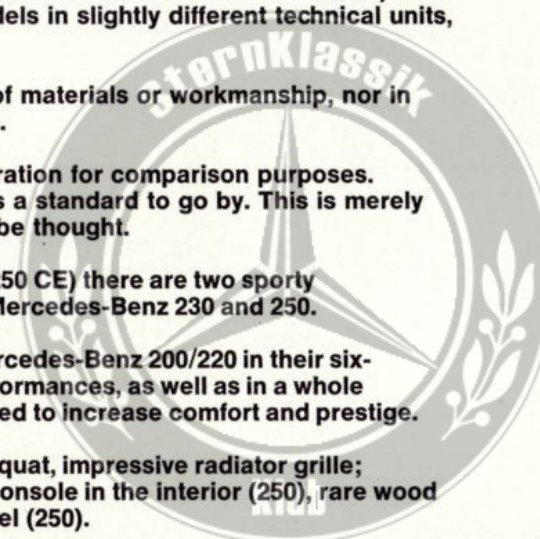 els in slightly different technical units,
of materials or workmanship, nor in
.
ration for comparison purposes.
s a standard to go by. This is merely
be thought.
50 CE) there are two sporty
Mercedes-Benz 230 and 250.
rcedes-Benz 200/220 in their six-
ormances, as well as in a whole
ed to increase comfort and prestige.
quat, impressive radiator grille;
onsole in the interior (250), rare wood
el (250).
SternKlassik
Klub